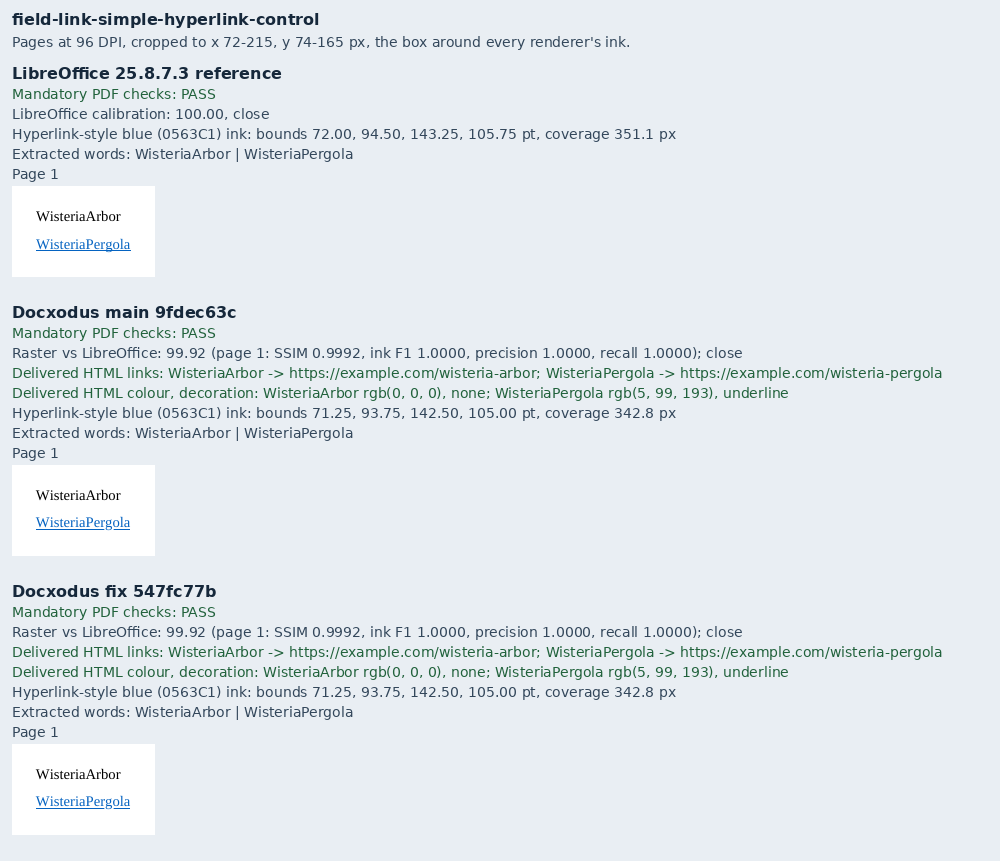 field-link-simple-hyperlink-control
Pages at 96 DPI, cropped to x 72-215, y 74-165 px, the box around every renderer's ink.
LibreOffice 25.8.7.3 reference
Mandatory PDF checks: PASS
LibreOffice calibration: 100.00, close
Hyperlink-style blue (0563C1) ink: bounds 72.00, 94.50, 143.25, 105.75 pt, coverage 351.1 px
Extracted words: WisteriaArbor | WisteriaPergola
Page 1
WisteriaArbor
WisteriaPergola
Docxodus main 9fdec63c
Mandatory PDF checks: PASS
Raster vs LibreOffice: 99.92 (page 1: SSIM 0.9992, ink F1 1.0000, precision 1.0000, recall 1.0000); close
Delivered HTML links: WisteriaArbor -> https://example.com/wisteria-arbor; WisteriaPergola -> https://example.com/wisteria-pergola
Delivered HTML colour, decoration: WisteriaArbor rgb(0, 0, 0), none; WisteriaPergola rgb(5, 99, 193), underline
Hyperlink-style blue (0563C1) ink: bounds 71.25, 93.75, 142.50, 105.00 pt, coverage 342.8 px
Extracted words: WisteriaArbor | WisteriaPergola
Page 1
WisteriaArbor
WisteriaPergola
Docxodus fix 547fc77b
Mandatory PDF checks: PASS
Raster vs LibreOffice: 99.92 (page 1: SSIM 0.9992, ink F1 1.0000, precision 1.0000, recall 1.0000); close
Delivered HTML links: WisteriaArbor -> https://example.com/wisteria-arbor; WisteriaPergola -> https://example.com/wisteria-pergola
Delivered HTML colour, decoration: WisteriaArbor rgb(0, 0, 0), none; WisteriaPergola rgb(5, 99, 193), underline
Hyperlink-style blue (0563C1) ink: bounds 71.25, 93.75, 142.50, 105.00 pt, coverage 342.8 px
Extracted words: WisteriaArbor | WisteriaPergola
Page 1
WisteriaArbor
WisteriaPergola